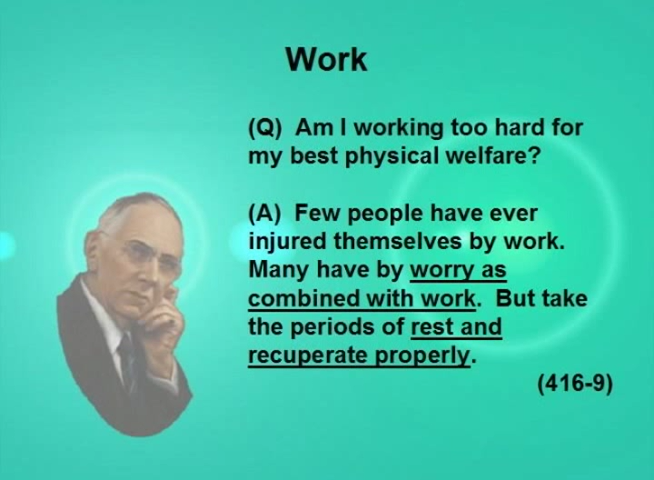 Work
(Q)  Am I working too hard for
my best physical welfare?
(A)  Few people have ever
injured themselves by work.
Many have by worry as
combined with work.  But take
the periods of rest and
recuperate properly.
(416-9)